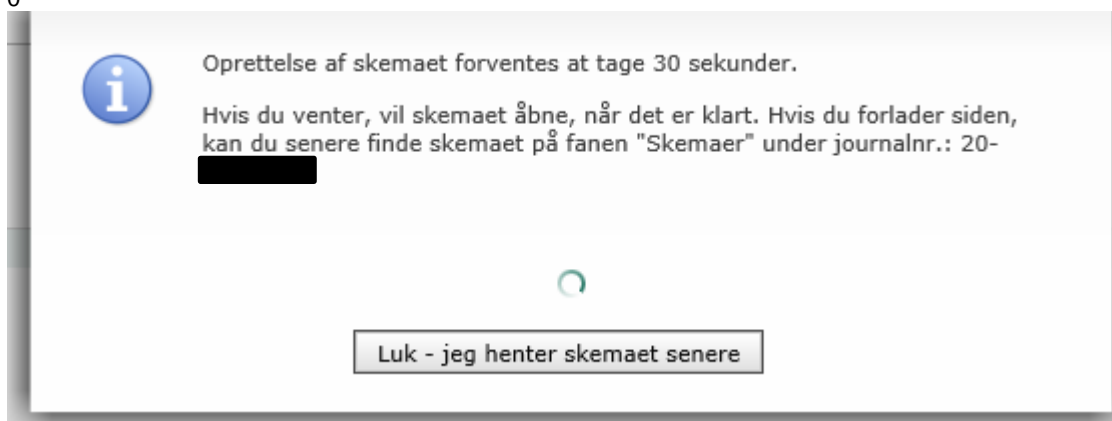 Oprettelse af skemaet forventes at tage 30 sekunder.
Hvis du venter, vil skemaet åbne, når det er klart. Hvis du forlader siden,
kan du senere finde skemaet på fanen "Skemaer" under journalnr.: 20-
Luk - jeg henter skemaet senere